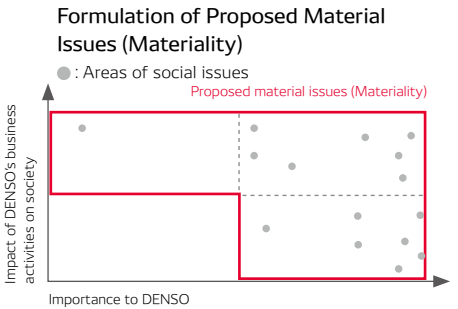 Formulation of Proposed Material
Issues (Materiality)
: Areas of social issues
Proposed material issues (Materiality)
Impact of DENSO's business
activities on society
Importance to DENSO